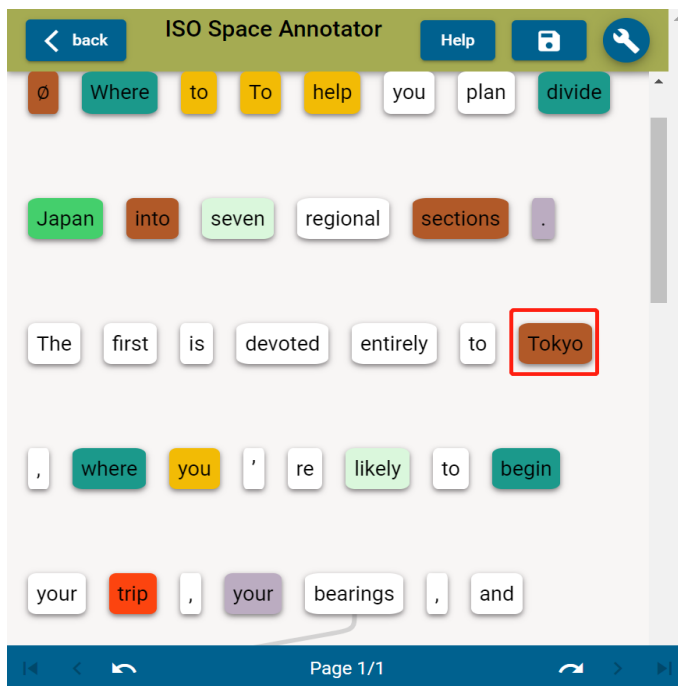 back ISO Space Annotator Help
Ø Where to To help you plan divide
Japan into seven regional sections .
The first is devoted entirely to Tokyo
, where you ’ re likely to begin
your trip , your bearings , and
Page 1/1